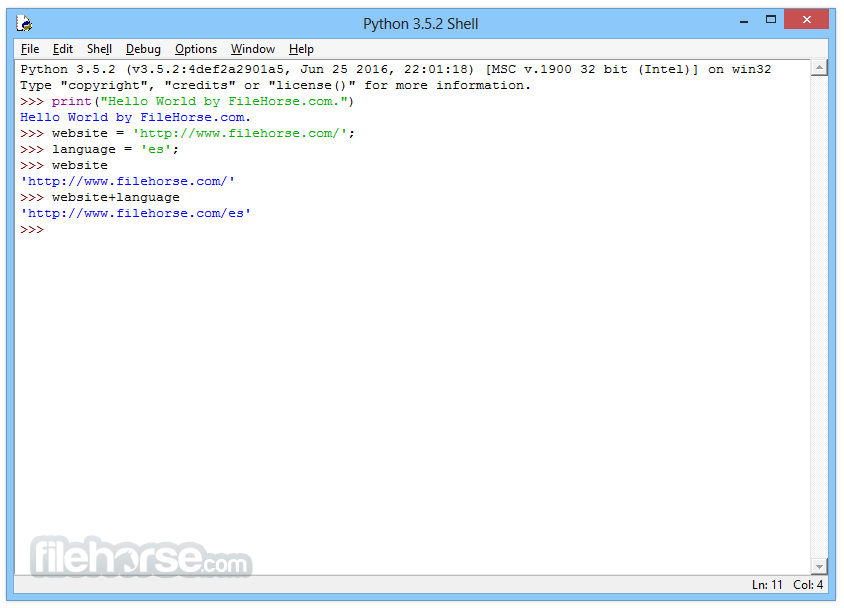 Python 3.5.2 Shell
File Edit Shell Debug Options Window Help
Python 3.5.2 (v3.5.2:4def2a2901a5, Jun 25 2016, 22:01:18) [MSC v.1900 32 bit (Intel)] on win32
Type "copyright", "credits" or "license()" for more information.
>>> print("Hello World by FileHorse.com.")
Hello World by FileHorse.com.
>>> website = 'http://www.filehorse.com/';
>>> language = 'es';
>>> website
'http://www.filehorse.com/'
>>> website+language
'http://www.filehorse.com/es'
>>>
filehorse.com
Ln: 11 Col: 4